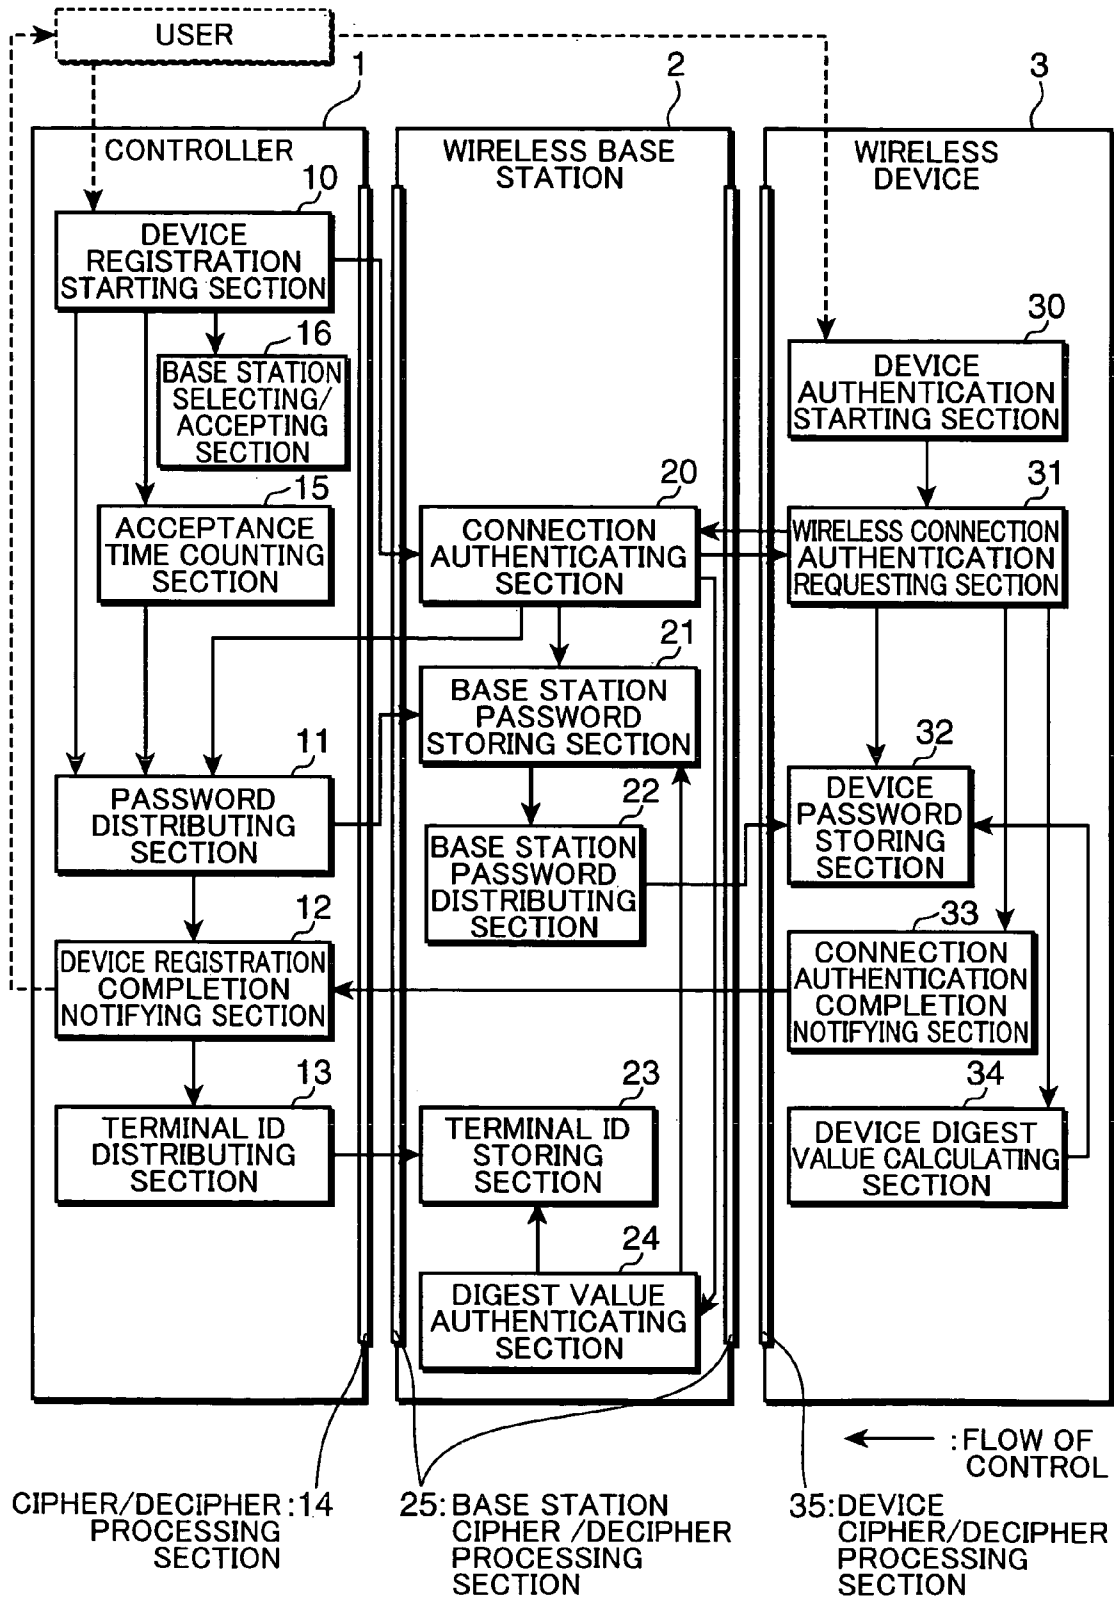 USER
1
2
3
CONTROLLER
10
DEVICE
REGISTRATION
STARTING SECTION
16
BASE STATION
SELECTING/
ACCEPTING
SECTION
15
ACCEPTANCE
TIME COUNTING
SECTION
11
PASSWORD
DISTRIBUTING
SECTION
12
DEVICE REGISTRATION
COMPLETION
NOTIFYING SECTION
13
TERMINAL ID
DISTRIBUTING
SECTION
WIRELESS BASE
STATION
20
CONNECTION
AUTHENTICATING
SECTION
21
BASE STATION
PASSWORD
STORING SECTION
22
BASE STATION
PASSWORD
DISTRIBUTING
SECTION
23
TERMINAL ID
STORING
SECTION
24
DIGEST VALUE
AUTHENTICATING
SECTION
WIRELESS
DEVICE
30
DEVICE
AUTHENTICATION
STARTING SECTION
31
WIRELESS CONNECTION
AUTHENTICATION
REQUESTING SECTION
32
DEVICE
PASSWORD
STORING
SECTION
33
CONNECTION
AUTHENTICATION
COMPLETION
NOTIFYING SECTION
34
DEVICE DIGEST
VALUE CALCULATING
SECTION
:FLOW OF
CONTROL
CIPHER/DECIPHER:14
PROCESSING
SECTION
25:BASE STATION
CIPHER /DECIPHER
PROCESSING
SECTION
35:DEVICE
CIPHER/DECIPHER
PROCESSING
SECTION